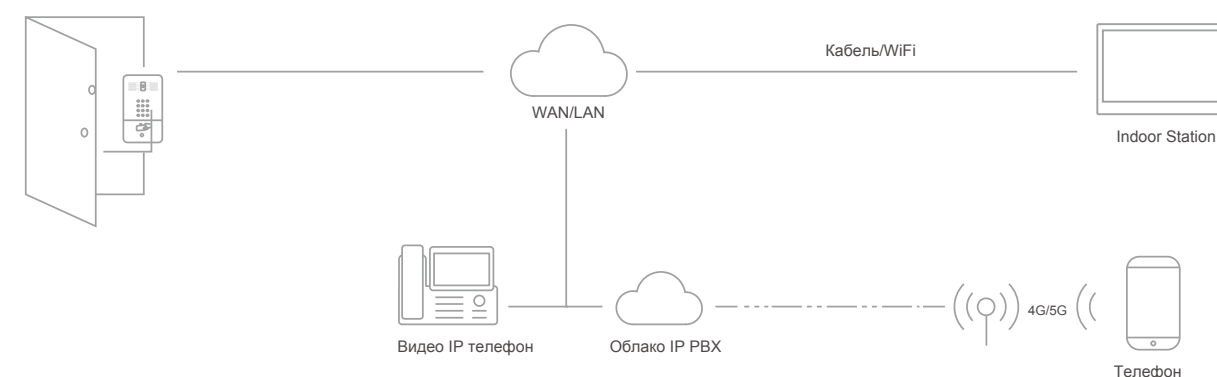 Кабель/WiFi
WAN/LAN
Indoor Station
4G/5G
Видео IP телефон
Облако IP PBX
Телефон